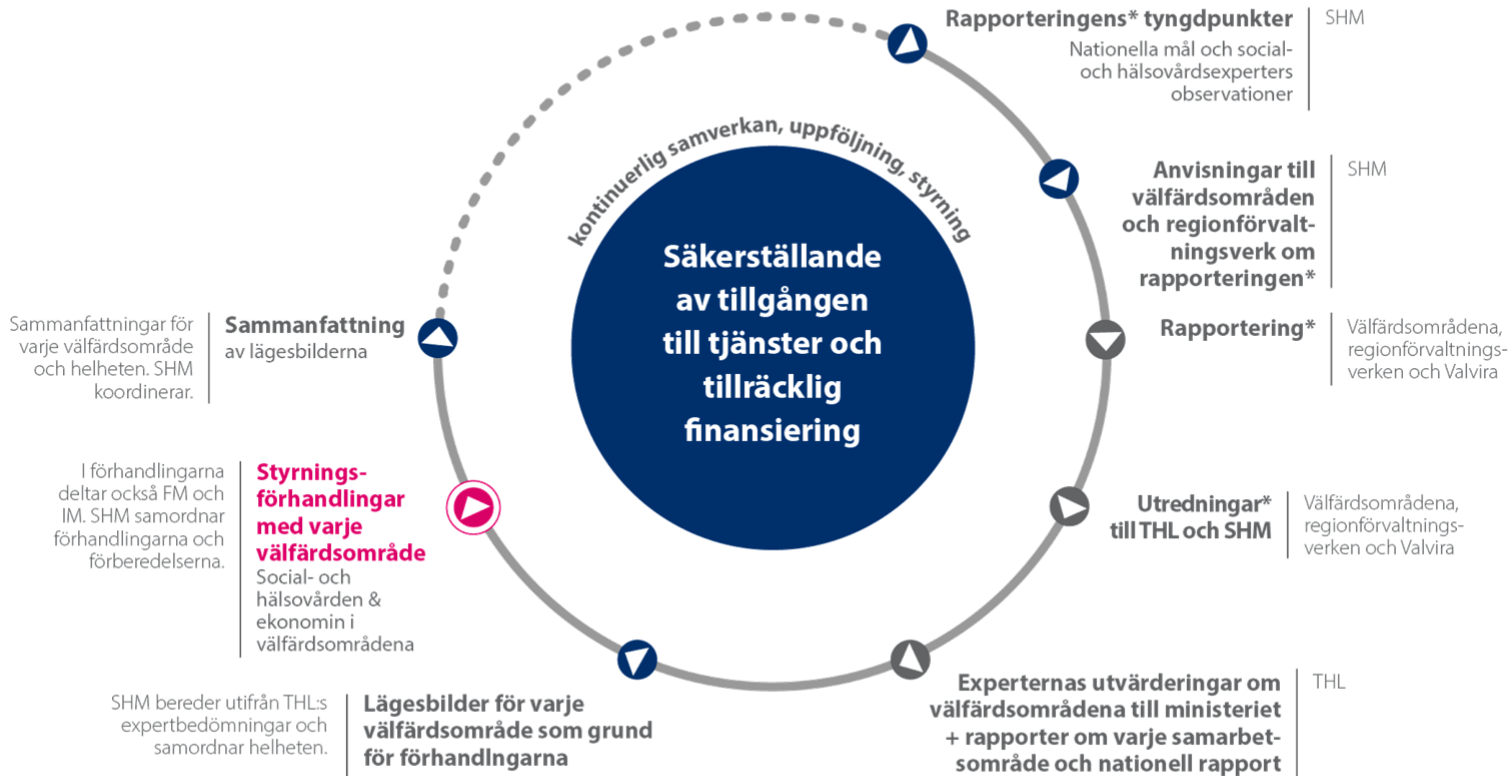 Rapporteringens* tyngdpunkter
Nationella mål och social-
och hälsovårdsexperters
observationer
SHM
Anvisningar till
välfärdsområden
och regionförvalt-
ningsverk om
rapporteringen*
SHM
Rapportering*
Välfärdsområdena,
regionförvaltnings-
verken och Valvira
Utredningar*
till THL och SHM
Välfärdsområdena,
regionförvaltnings-
verken och Valvira
Experternas utvärderingar om
välfärdsområdena till ministeriet
+ rapporter om varje samarbet-
sområde och nationell rapport
THL
Lägesbilder för varje
välfärdsområde som grund
för förhandlngarna
SHM bereder utifrån THL:s
expertbedömningar och
samordnar helheten.
Styrnings-
förhandlingar
med varje
välfärdsområde
Social- och
hälsovården &
ekonomin i
välfärdsområdena
I förhandlingarna
deltar också FM och
IM. SHM samordnar
förhandlingarna och
förberedelserna.
Sammanfattning
av lägesbilderna
Sammanfattningar för
varje välfärdsområde
och helheten. SHM
koordinerar.
kontinuerlig samverkan, uppföljning, styrning
Säkerställande
av tillgången
till tjänster och
tillräcklig
finansiering